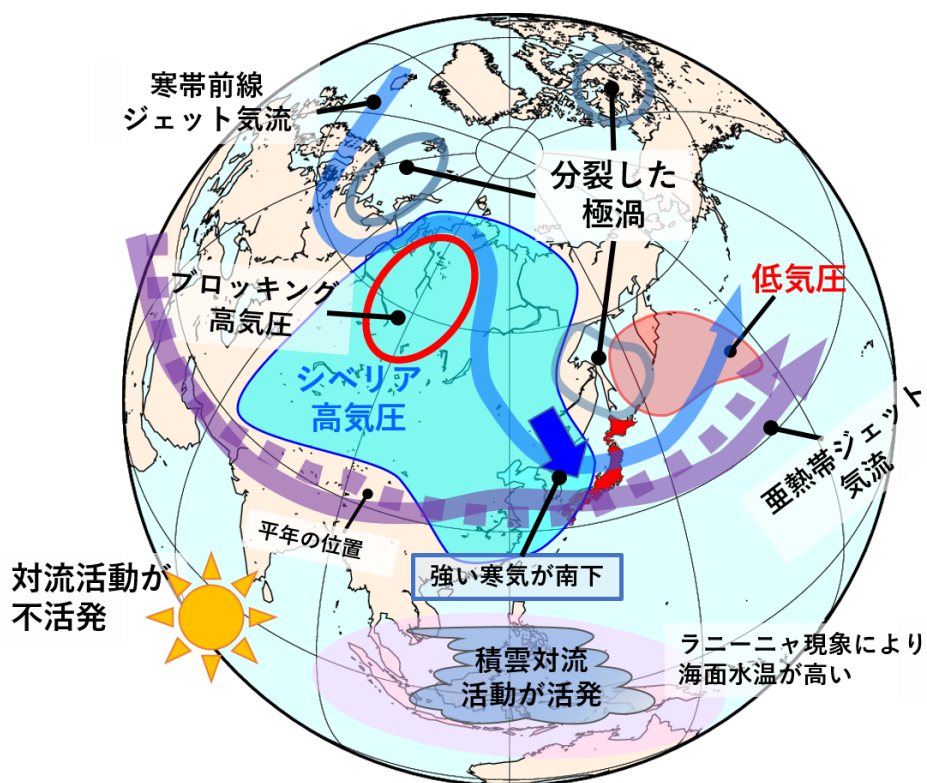 寒帯前線
ジェット気流
分裂した
極渦
低気圧
ブロッキング
高気圧
シベリア
高気圧
亜熱帯ジェット
気流
平年の位置
強い寒気が南下
対流活動が
不活発
積雲対流
活動が活発
ラニーニャ現象により
海面水温が高い